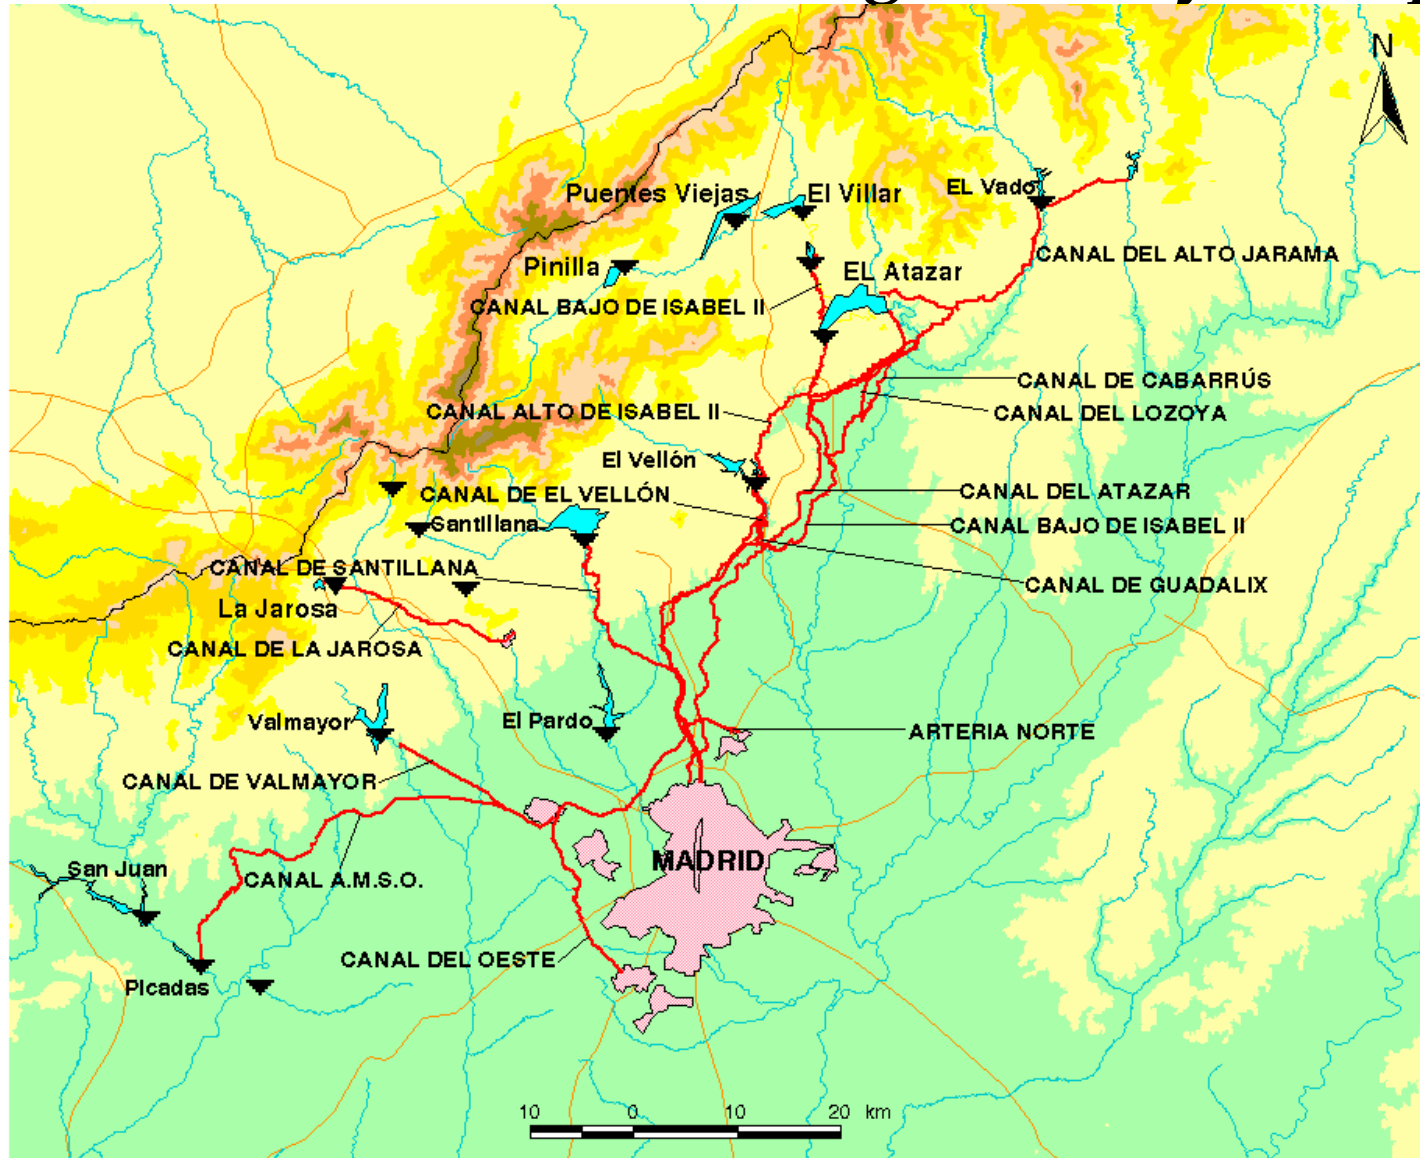 N
Puentes Viejas
El Villar
EL Vado
CANAL DEL ALTO JARAMA
Pinilla
EL Atazar
CANAL BAJO DE ISABEL II
CANAL DE CABARRÚS
CANAL ALTO DE ISABEL II
CANAL DEL LOZOYA
El Vellón
CANAL DE EL VELLÓN
CANAL DEL ATAZAR
Santillana
CANAL BAJO DE ISABEL II
CANAL DE SANTILLANA
CANAL DE GUADALIX
La Jarosa
CANAL DE LA JAROSA
Valmayor
El Pardo
ARTERIA NORTE
CANAL DE VALMAYOR
MADRID
San Juan
CANAL A.M.S.O.
CANAL DEL OESTE
Picadas
10 0 10 20 km